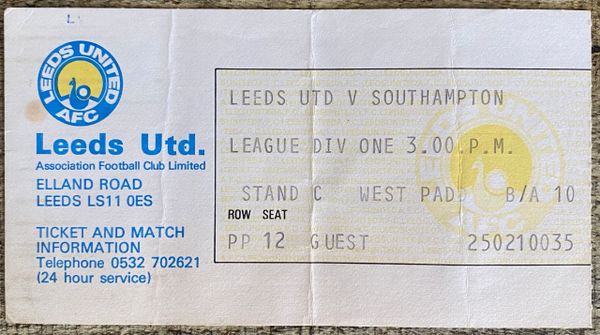 L
LEEDS UNITED
AFC
Leeds Utd.
Association Football Club Limited
ELLAND ROAD
LEEDS LS11 0ES
TICKET AND MATCH
INFORMATION
Telephone 0532 702621
(24 hour service)
LEEDS UTD V SOUTHAMPTON
LEAGUE DIV ONE 3.00 P.M.
STAND C WEST PADD B/A 10
ROW SEAT
PP 12 GUEST 250210035